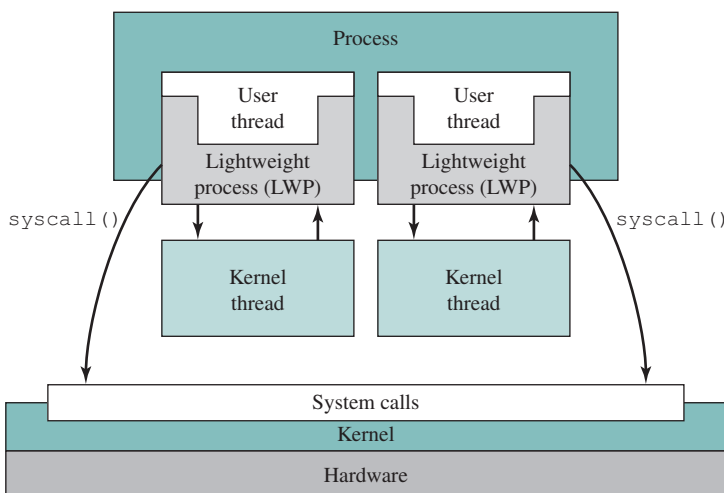 Process
User
thread
User
thread
Lightweight
process (LWP)
Lightweight
process (LWP)
syscall()
syscall()
Kernel
thread
Kernel
thread
System calls
Kernel
Hardware